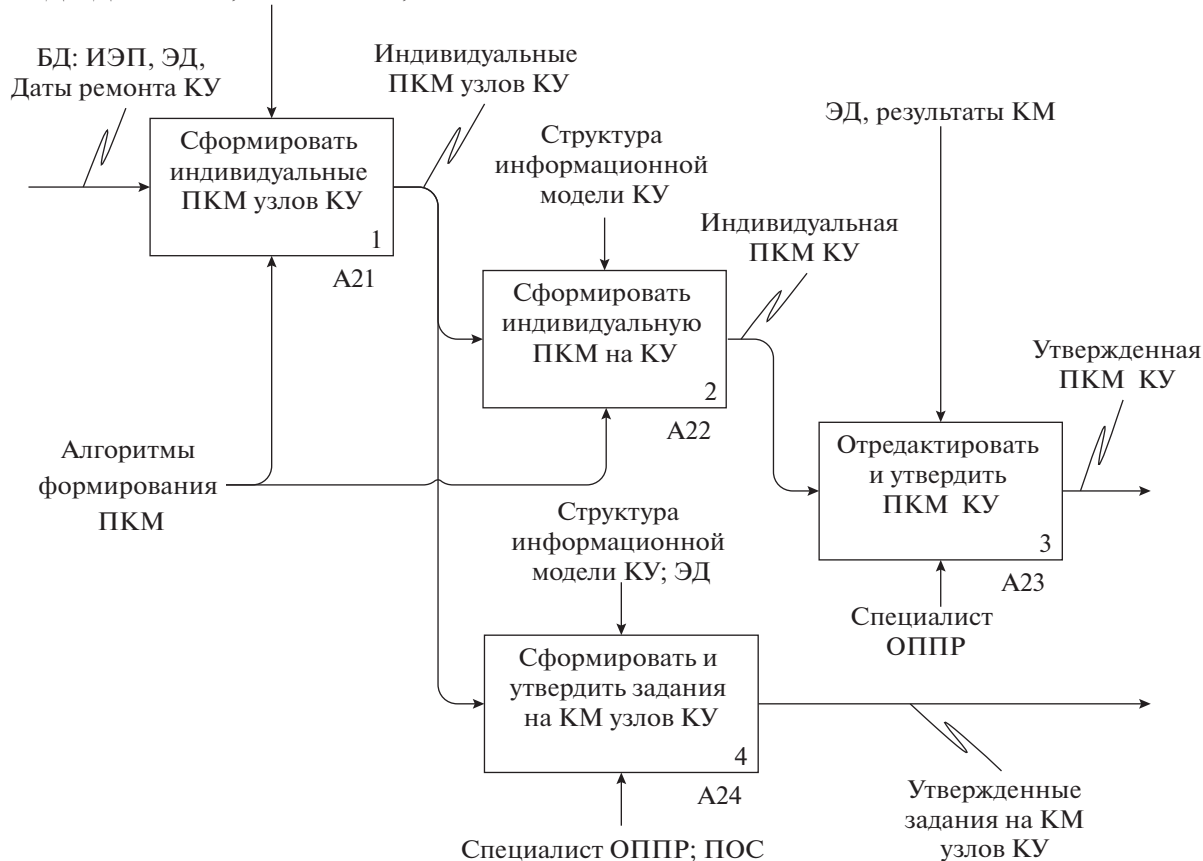 БД: ИЭП, ЭД,
Даты ремонта КУ
Индивидуальные
ПКМ узлов КУ
Сформировать
индивидуальные
ПКМ узлов КУ
1
А21
Структура
информационной
модели КУ
ЭД, результаты КМ
Индивидуальная
ПКМ КУ
Сформировать
индивидуальную
ПКМ на КУ
2
А22
Утвержденная
ПКМ КУ
Алгоритмы
формирования
ПКМ
Отредактировать
и утвердить
ПКМ КУ
3
А23
Специалист
ОППР
Структура
информационной
модели КУ; ЭД
Сформировать и
утвердить задания
на КМ узлов КУ
4
А24
Специалист ОППР; ПОС
Утвержденные
задания на КМ
узлов КУ